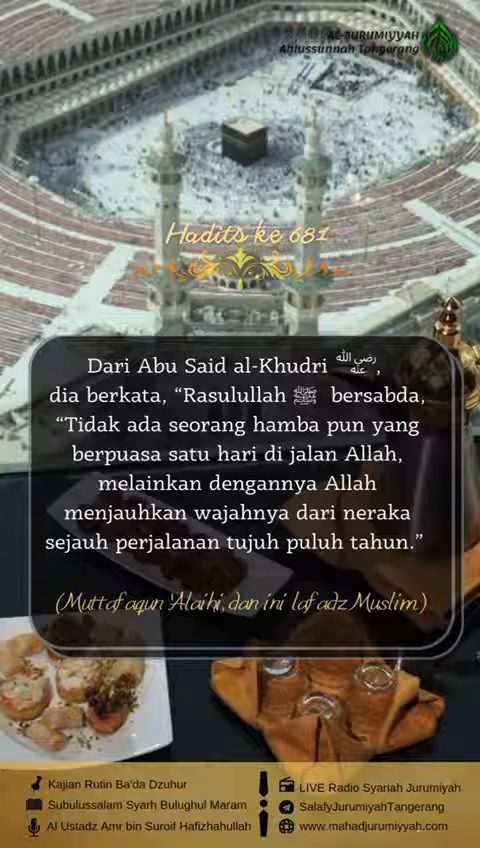 AL-JURUMIYYAH
Ahlussunnah Tangerang
Hadits ke 681
Dari Abu Said al-Khudri رضي الله عنه,
dia berkata, “Rasulullah ﷺ bersabda,
“Tidak ada seorang hamba pun yang
berpuasa satu hari di jalan Allah,
melainkan dengannya Allah
menjauhkan wajahnya dari neraka
sejauh perjalanan tujuh puluh tahun.”
(Muttafaqun 'Alaihi, dan ini lafadz Muslim)
Kajian Rutin Ba'da Dzuhur
Subulussalam Syarh Bulughul Maram
Al Ustadz Amr bin Suroif Hafizhahullah
LIVE Radio Syariah Jurumiyah
SalafyJurumiyahTangerang
www.mahadjurumiyyah.com